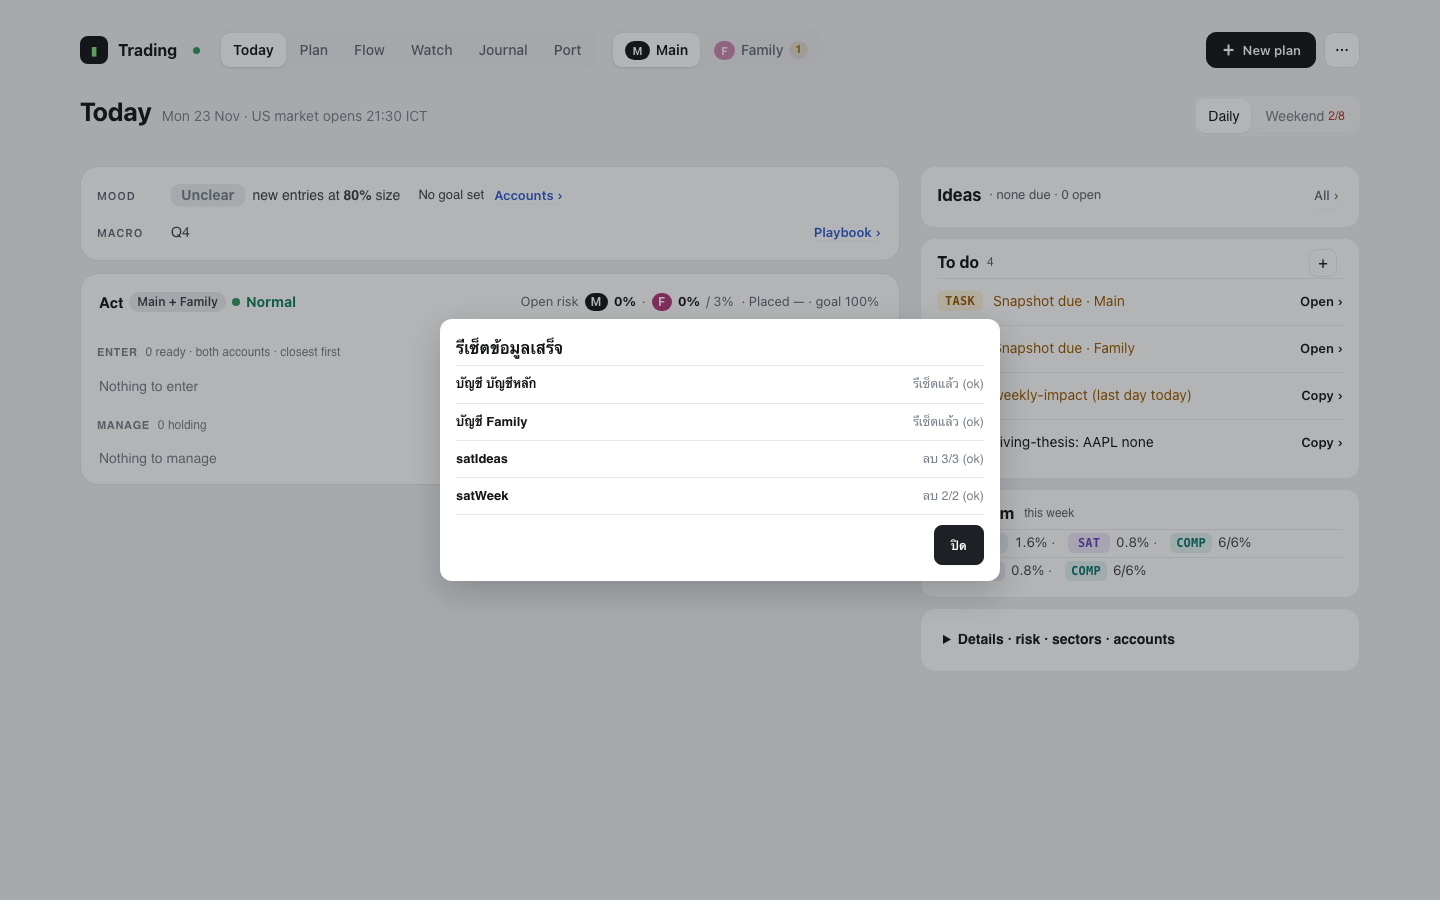 Trading
Today Plan Flow Watch Journal Port
M Main F Family 1
+ New plan
Today Mon 23 Nov · US market opens 21:30 ICT
Daily Weekend 2/8
MOOD Unclear new entries at 80% size No goal set Accounts ›
MACRO Q4 Playbook ›
Act Main + Family Normal Open risk M 0% · F 0% / 3% · Placed — · goal 100%
ENTER 0 ready · both accounts · closest first
Nothing to enter
MANAGE 0 holding
Nothing to manage
รีเซ็ตข้อมูลเสร็จ
บัญชี บัญชีหลัก รีเซ็ตแล้ว (ok)
บัญชี Family รีเซ็ตแล้ว (ok)
satIdeas ลบ 3/3 (ok)
satWeek ลบ 2/2 (ok)
ปิด
Ideas · none due · 0 open All ›
To do 4 +
TASK Snapshot due · Main Open ›
Snapshot due · Family Open ›
weekly-impact (last day today) Copy ›
iving-thesis: AAPL none Copy ›
m this week
1.6% · SAT 0.8% · COMP 6/6%
0.8% · COMP 6/6%
Details · risk · sectors · accounts